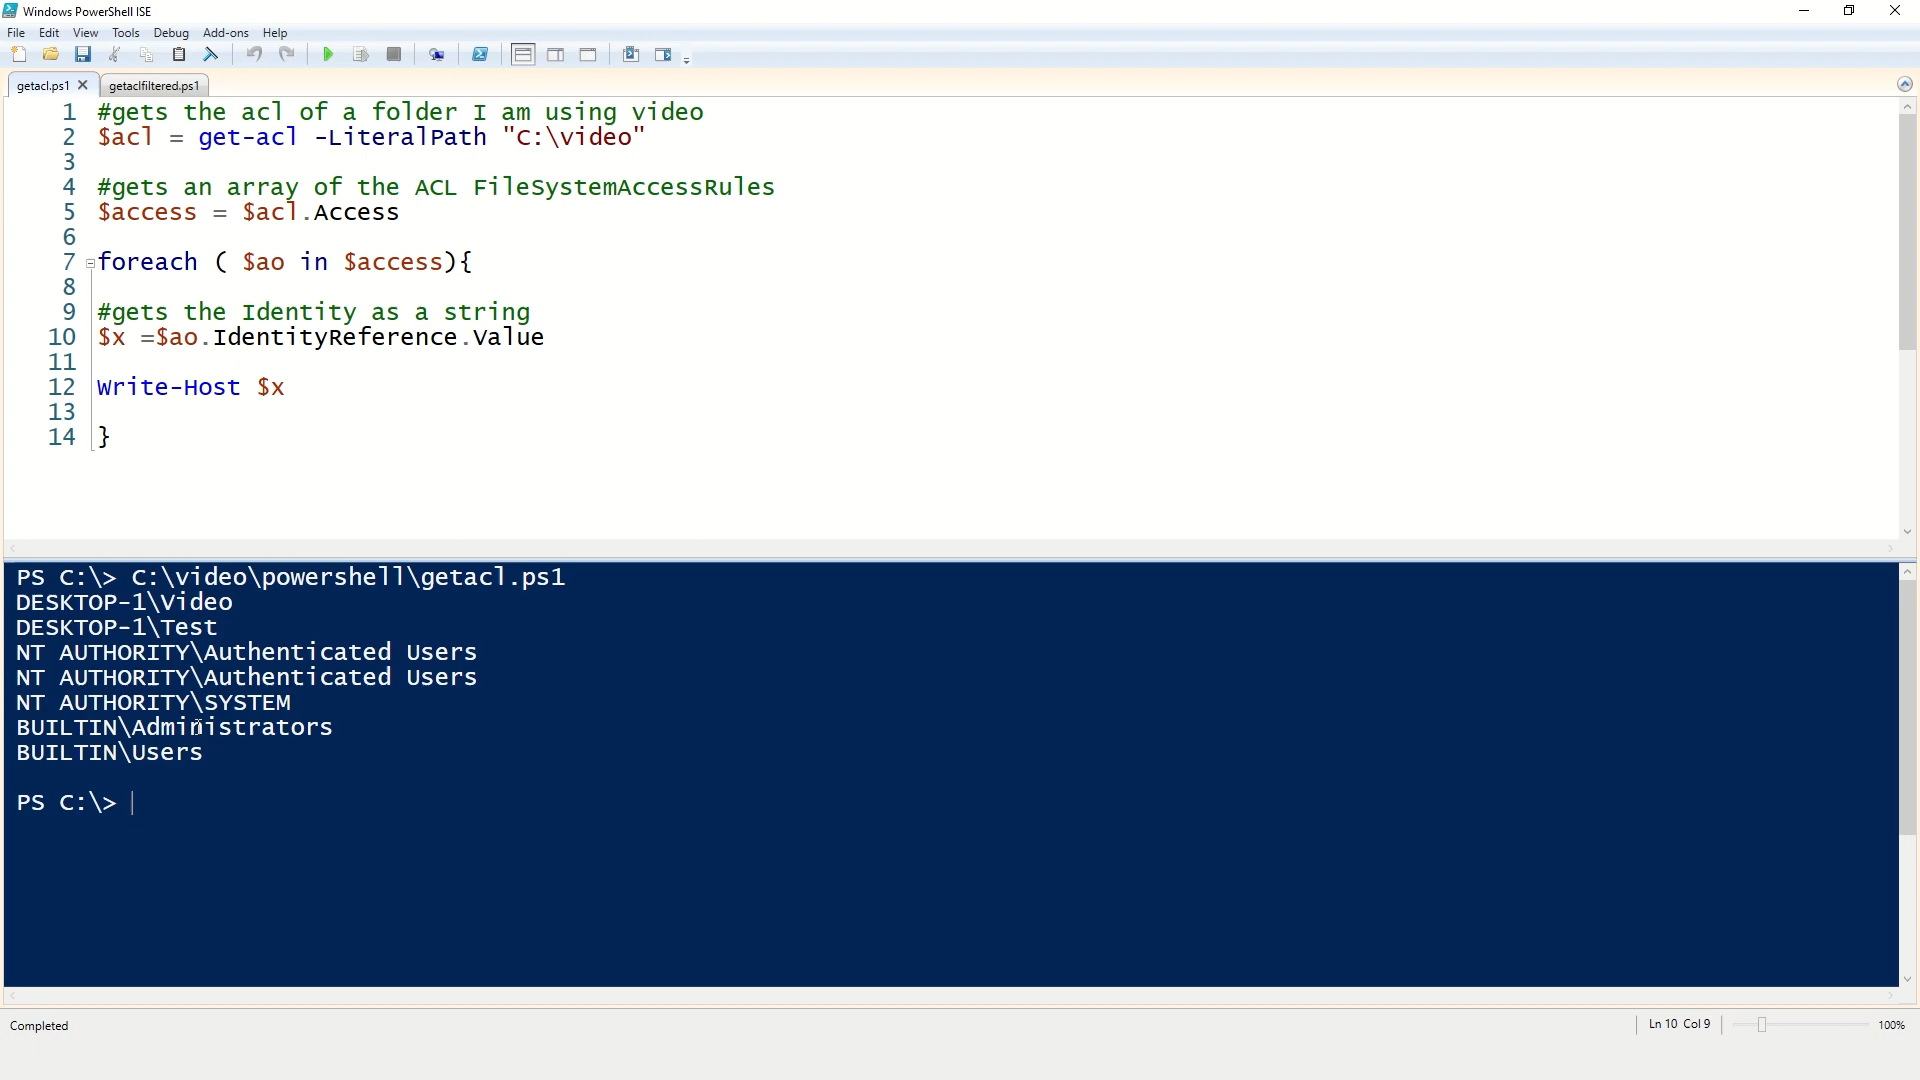 Windows PowerShell ISE
File Edit View Tools Debug Add-ons Help
getacl.ps1 getaclfiltered.ps1
1 #gets the acl of a folder I am using video
2 $acl = get-acl -LiteralPath "C:\video"
3
4 #gets an array of the ACL FileSystemAccessRules
5 $access = $acl.Access
6
7 foreach ( $ao in $access){
8
9 #gets the Identity as a string
10 $x =$ao.IdentityReference.Value
11
12 Write-Host $x
13
14 }
PS C:\> C:\video\powershell\getacl.ps1
DESKTOP-1\Video
DESKTOP-1\Test
NT AUTHORITY\Authenticated Users
NT AUTHORITY\Authenticated Users
NT AUTHORITY\SYSTEM
BUILTIN\Administrators
BUILTIN\Users
PS C:\>
Completed Ln 10 Col 9 100%